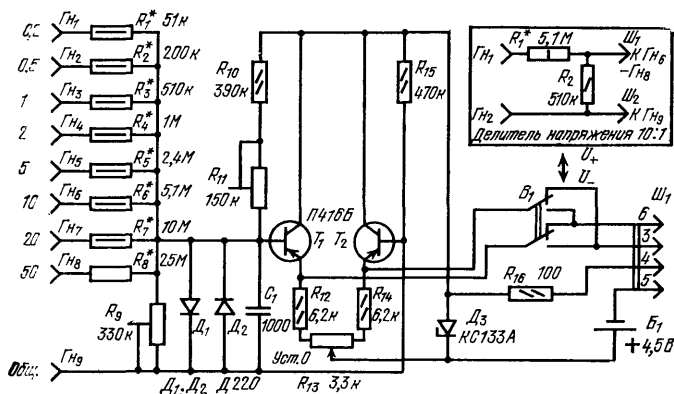 0,2 Гн1 R1* 51к
0,5 Гн2 R2* 200к
1 Гн3 R3* 510к
2 Гн4 R4* 1М
5 Гн5 R5* 2,4М
10 Гн6 R6* 5,1М
20 Гн7 R7* 10М
50 Гн8 R8* 25М
R9 330к
Общ. Гн9
R10 390к
R11 150к
Д1 Д2
Д1, Д2 Д220
C1 1000
П416Б
T1 T2
R12 6,2к
R14 6,2к
Уст. 0
R13 3,3к
R15 470к
Д3 КС133А
R16 100
В1
U+
U−
Ш1
6
3
4
5
Б1
+4,5В
Гн1 R1* 5,1М Ш1 К Гн6
-Гн8
R2 510к
Гн2 Ш2 К Гн9
Делитель напряжения 10:1